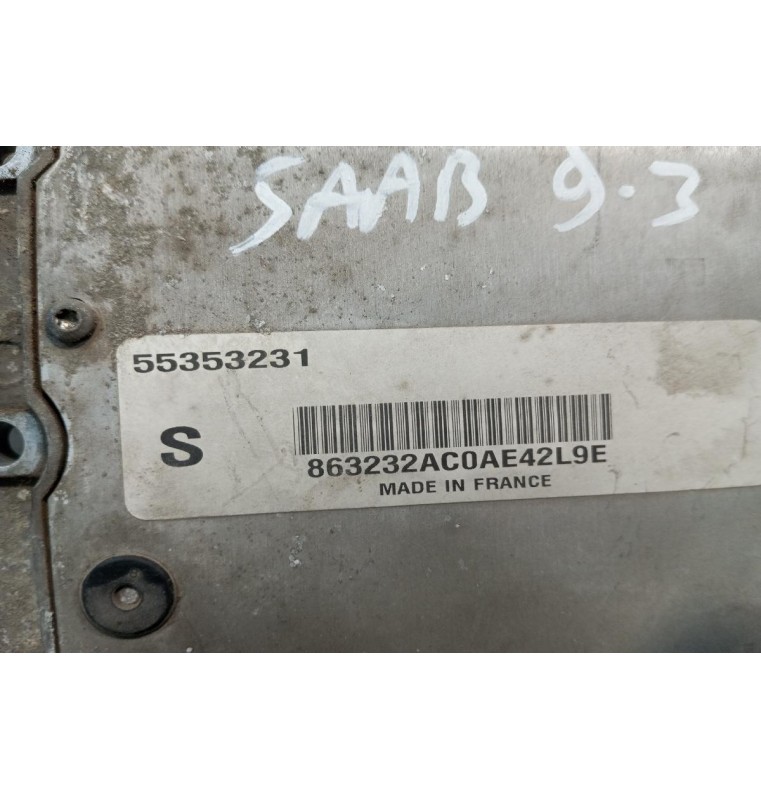 SAAB 9.3
55353231
S
863232AC0AE42L9E
MADE IN FRANCE